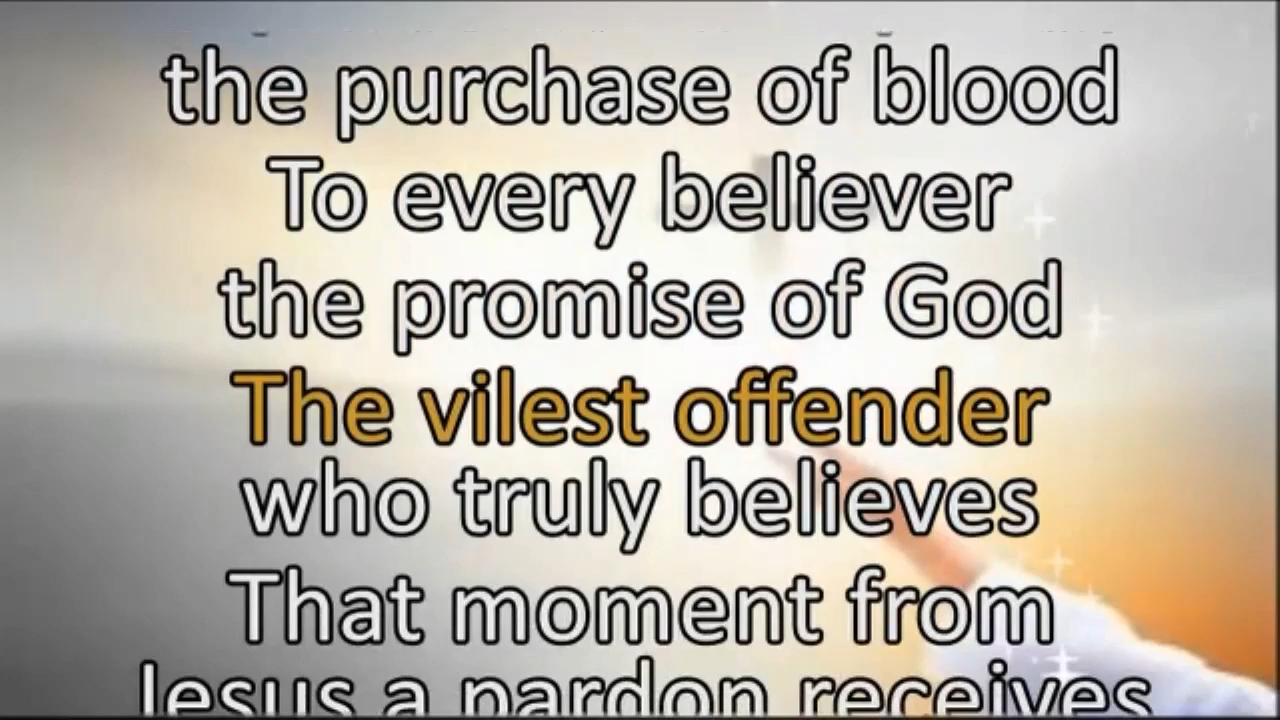 the purchase of blood
To every believer
the promise of God
The vilest offender
who truly believes
That moment from
Jesus a pardon receives